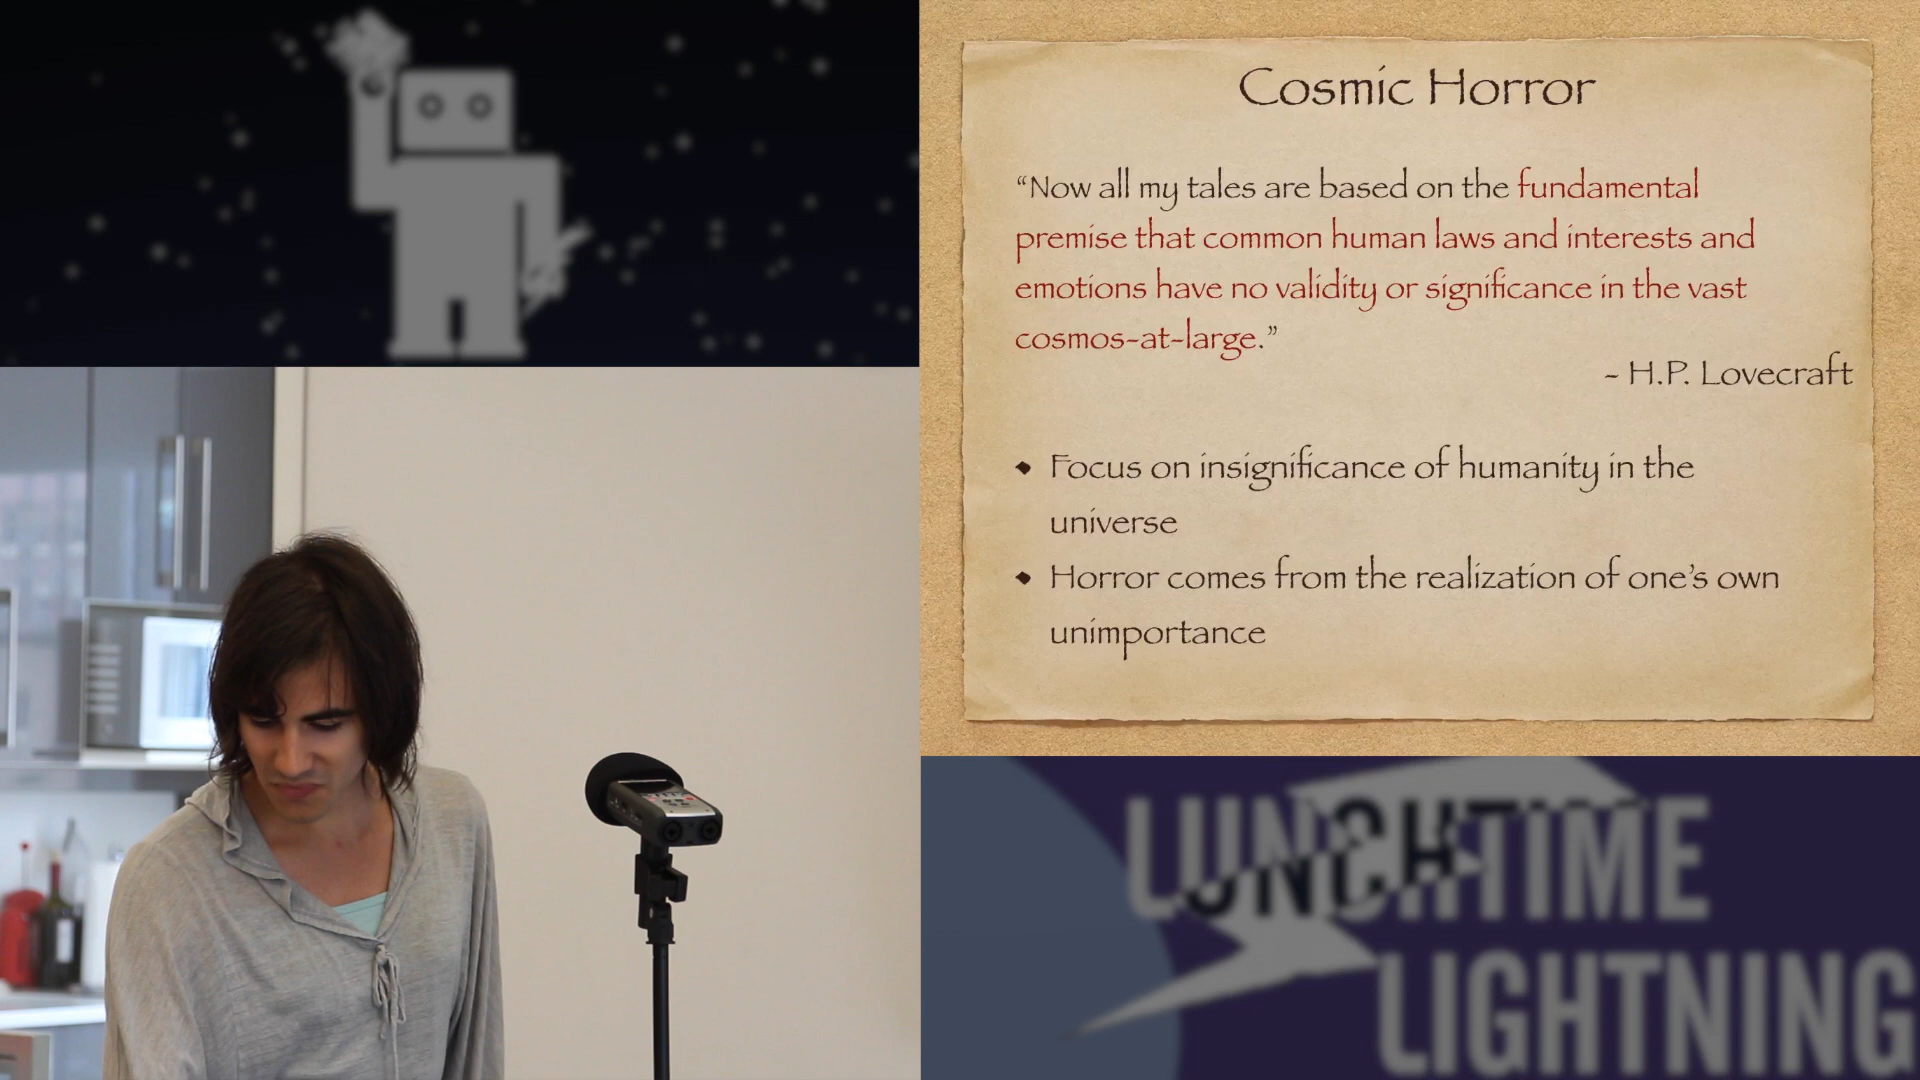 Cosmic Horror
“Now all my tales are based on the fundamental
premise that common human laws and interests and
emotions have no validity or significance in the vast
cosmos-at-large.”
- H.P. Lovecraft
Focus on insignificance of humanity in the
universe
Horror comes from the realization of one’s own
unimportance
LUNCHTIME
LIGHTNING